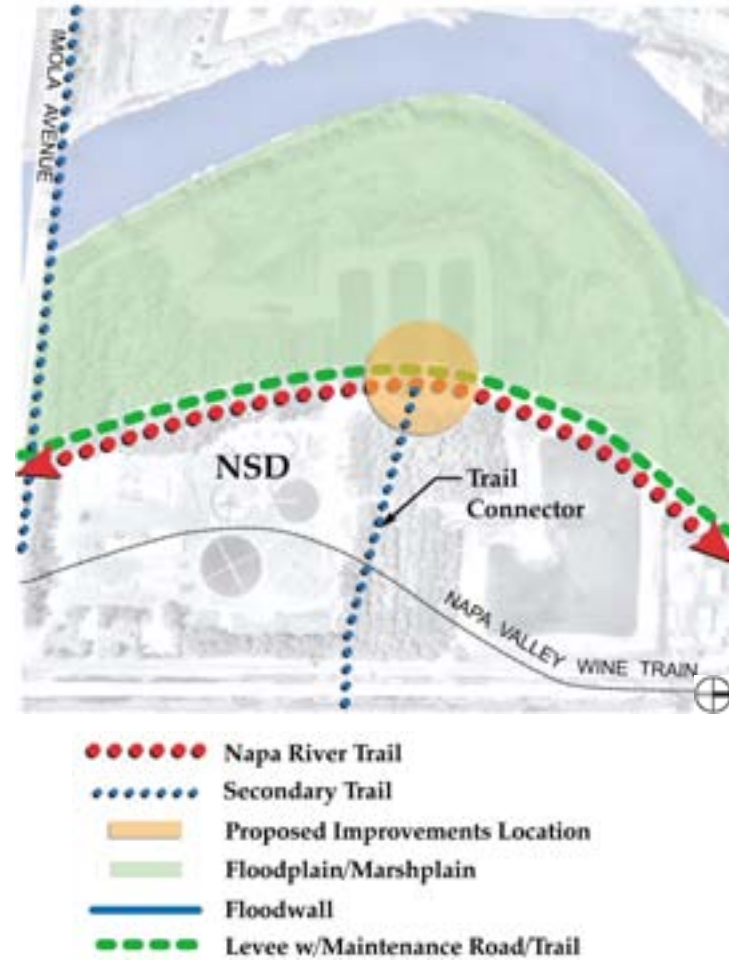 IMOLA AVENUE
NSD
Trail
Connector
NAPA VALLEY WINE TRAIN
Napa River Trail
Secondary Trail
Proposed Improvements Location
Floodplain/Marshplain
Floodwall
Levee w/Maintenance Road/Trail